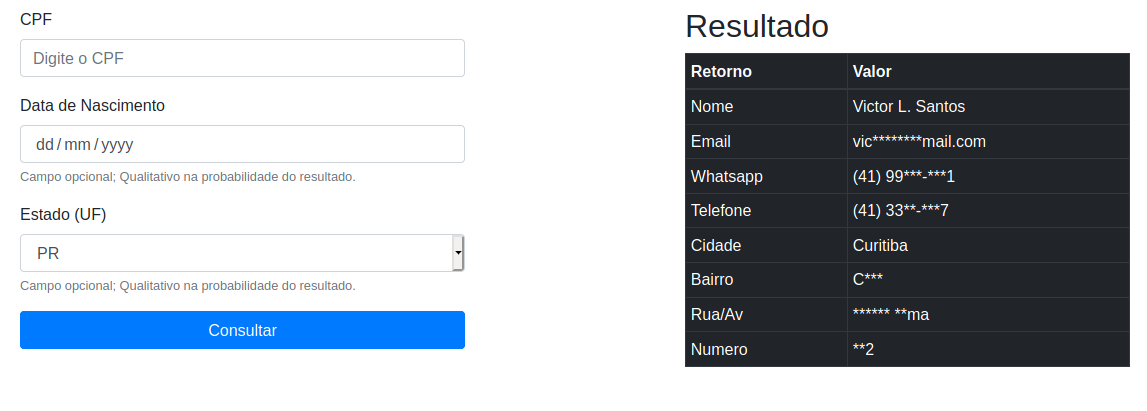 CPF
Digite o CPF
Data de Nascimento
dd/mm/yyyy
Campo opcional; Qualitativo na probabilidade do resultado.
Estado (UF)
PR
Campo opcional; Qualitativo na probabilidade do resultado.
Consultar
Resultado
Retorno Valor
Nome Victor L. Santos
Email vic********mail.com
Whatsapp (41) 99***-***1
Telefone (41) 33**-***7
Cidade Curitiba
Bairro C***
Rua/Av ****** **ma
Numero **2